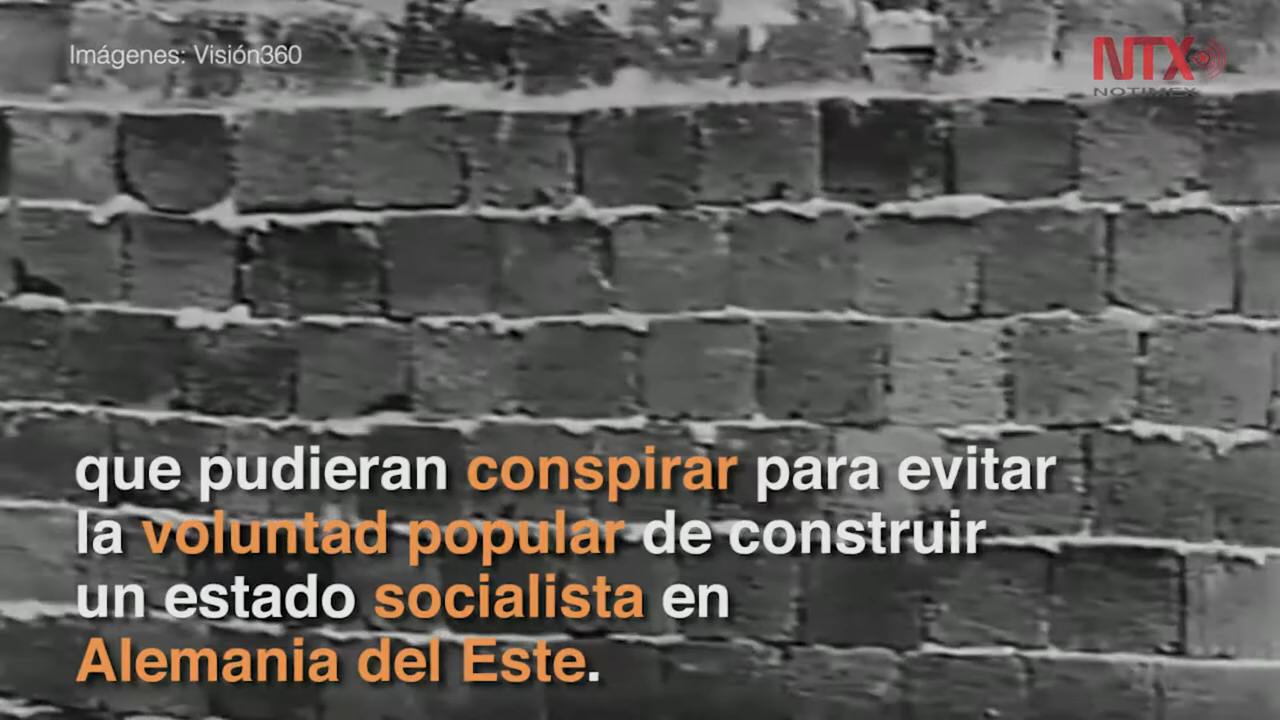 Imágenes: Visión360
NTX
NOTIMEX
que pudieran conspirar para evitar
la voluntad popular de construir
un estado socialista en
Alemania del Este.